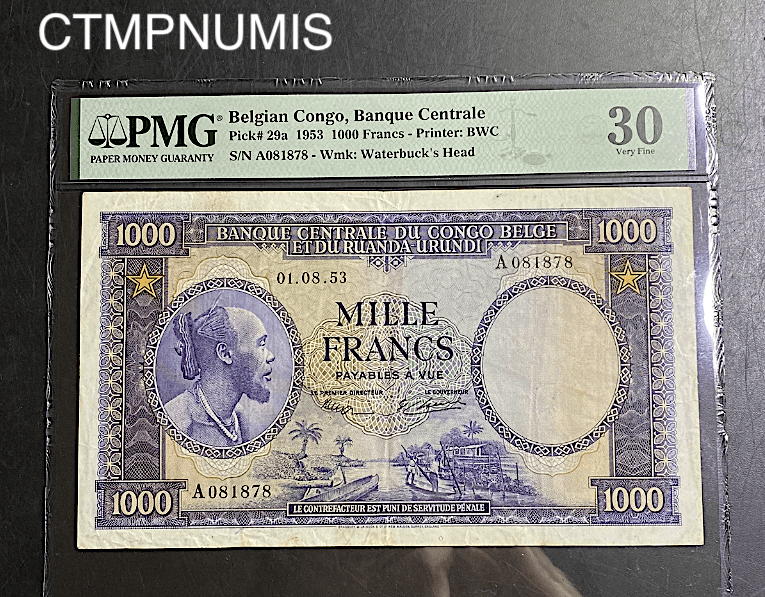 CTMPNUMIS
PMG®
PAPER MONEY GUARANTY
Belgian Congo, Banque Centrale
Pick# 29a 1953 1000 Francs - Printer: BWC
S/N A081878 - Wmk: Waterbuck's Head
30
Very Fine
1000
BANQUE CENTRALE DU CONGO BELGE
ET DU RUANDA URUNDI
1000
01.08.53
A081878
MILLE
FRANCS
PAYABLES A VUE
LE PREMIER DIRECTEUR
LE GOUVERNEUR
A081878
1000
LE CONTREFACTEUR EST PUNI DE SERVITUDE PÉNALE
1000